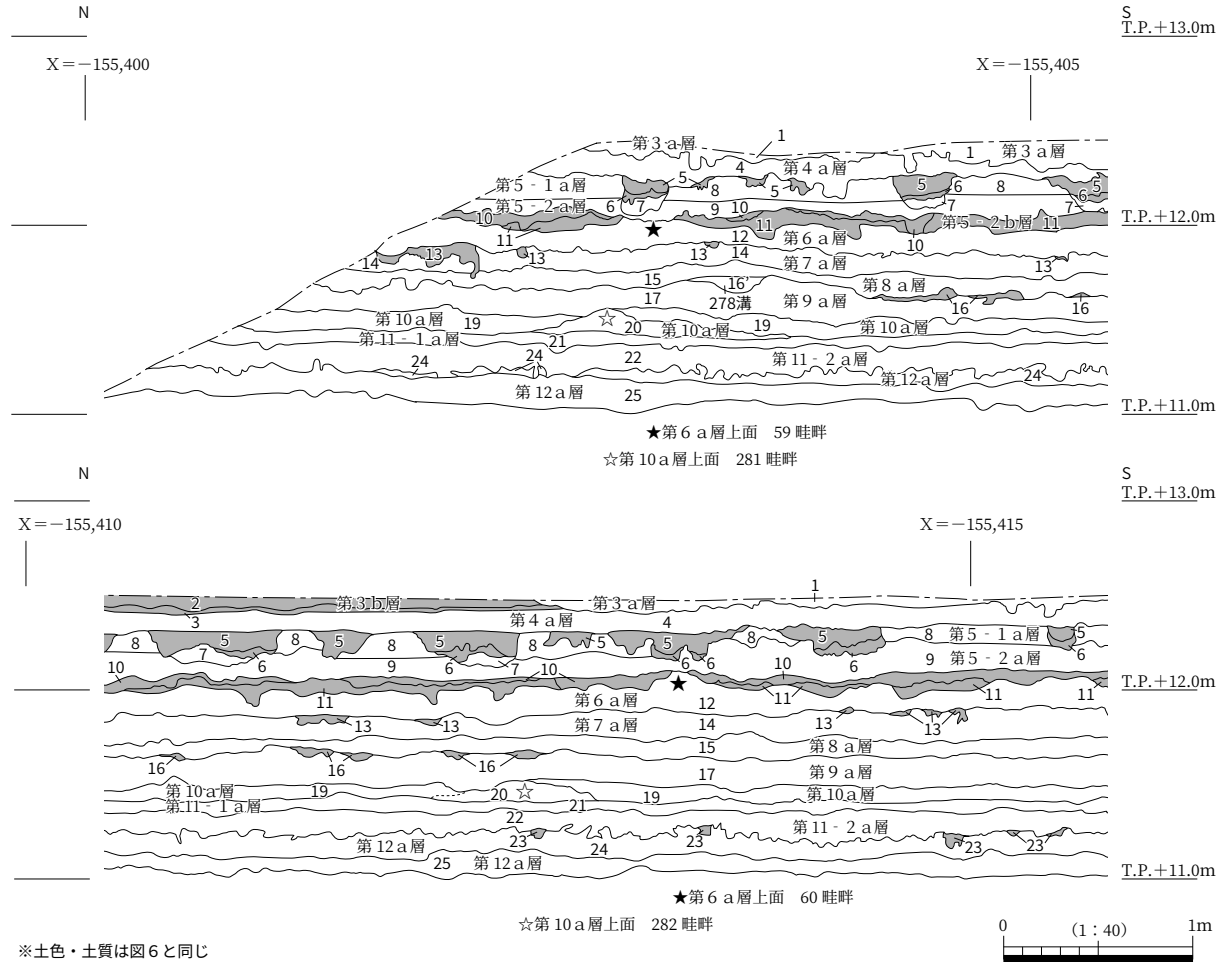 N
S
T.P.＋13.0m
X＝－155,400
X＝－155,405
第３a層
1
1
第３a層
4
第４a層
第５‐１a層
5
8
5
5
6
8
5
6
第５‐２a層
6
7
9
10
7
7
T.P.＋12.0m
10
11
11
第５‐２b層
11
10
12
第６a層
14
13
13
13
14
第７a層
13
15
16’
第８a層
17
278溝
第９a層
16
16
第10a層
19
☆
20
第10a層
19
第10a層
第11‐１a層
21
24
24
22
第11‐２a層
第12a層
25
第12a層
24
T.P.＋11.0m
★
★第６a層上面　59畦畔
☆第10a層上面　281畦畔
N
S
T.P.＋13.0m
X＝－155,410
X＝－155,415
1
2
第３b層
第３a層
3
第４a層
4
8
5
8
5
8
5
8
5
5
8
5
8
第５‐１a層
5
7
6
9
6
7
6
6
6
9
第５‐２a層
6
10
10
10
★
T.P.＋12.0m
11
第６a層
12
11
11
11
13
13
第７a層
14
13
13
15
第８a層
16
16
16
17
第９a層
第10a層
19
20
☆
19
第10a層
第11‐１a層
21
22
第11‐２a層
23
23
23
23
第12a層
24
25
第12a層
T.P.＋11.0m
★第６a層上面　60畦畔
☆第10a層上面　282畦畔
0
（1：40）
1m
※土色・土質は図６と同じ